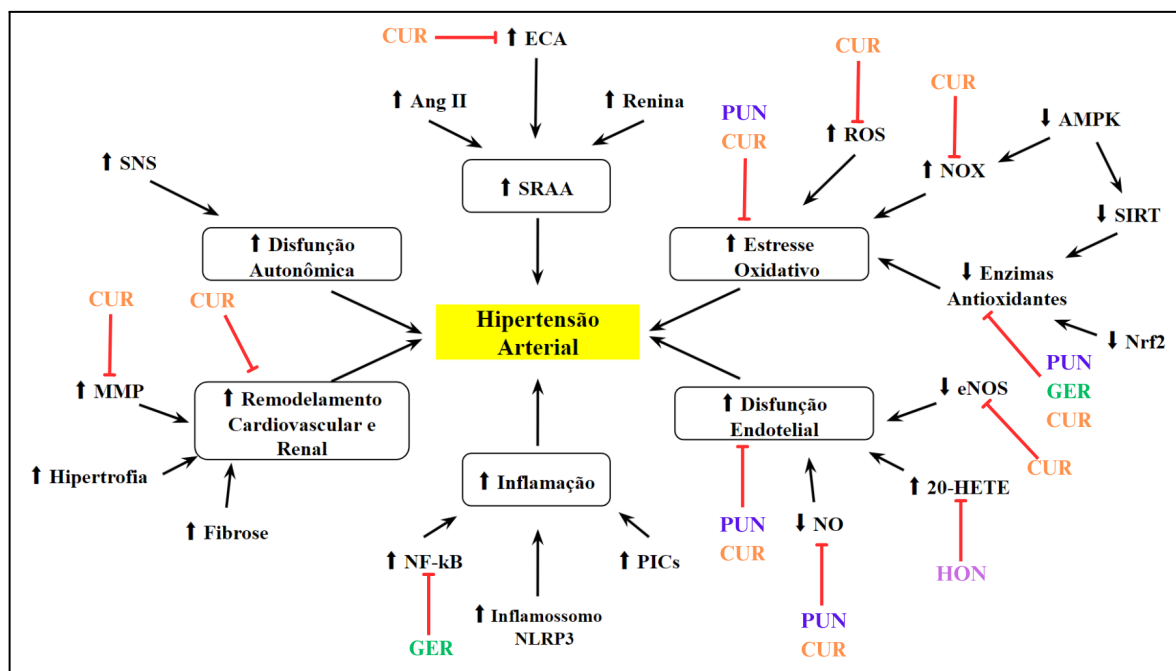 CUR
⬆ ECA
⬆ Ang II
⬆ Renina
⬆ SRAA
⬆ SNS
⬆ Disfunção
Autonômica
PUN
CUR
CUR
⬆ ROS
CUR
⬆ NOX
⬇ AMPK
⬇ SIRT
⬆ Estresse
Oxidativo
⬇ Enzimas
Antioxidantes
⬇ Nrf2
PUN
GER
CUR
Hipertensão
Arterial
CUR
CUR
⬆ MMP
⬆ Remodelamento
Cardiovascular e
Renal
⬆ Hipertrofia
⬆ Fibrose
⬆ Inflamação
⬆ NF-kB
GER
⬆ Inflamossomo
NLRP3
⬆ PICs
⬆ Disfunção
Endotelial
⬇ eNOS
CUR
⬆ 20-HETE
HON
PUN
CUR
⬇ NO
PUN
CUR